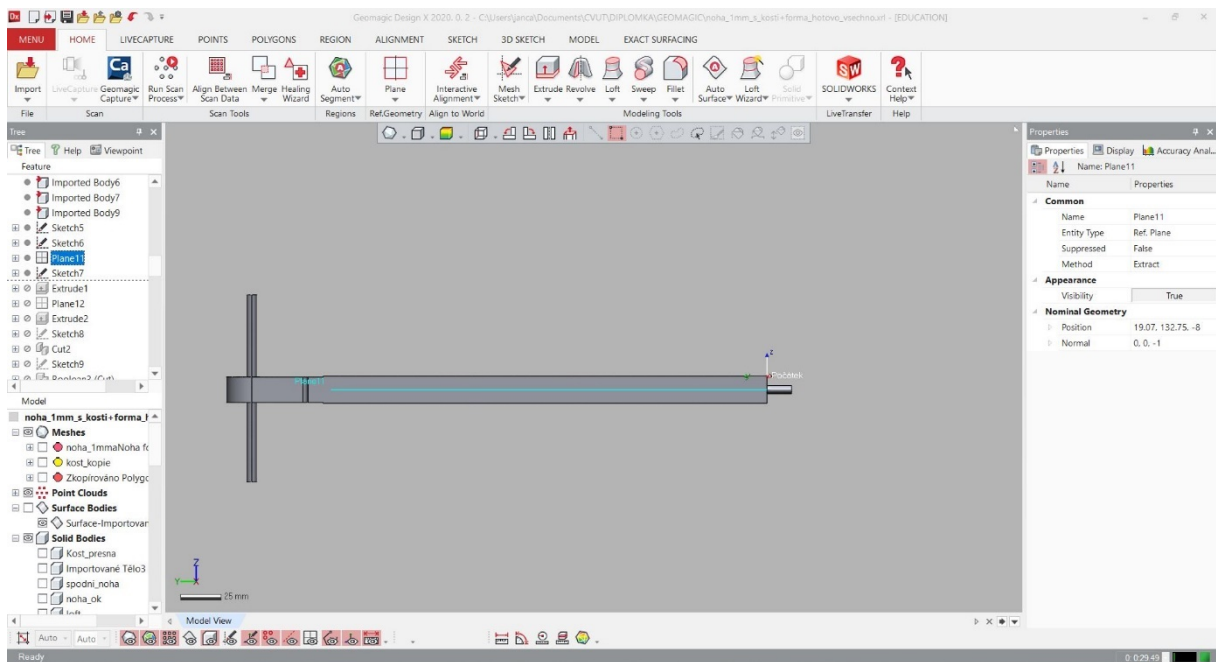 Geomagic Design X 2020. 0. 2 - C:\Users\janca\Documents\CVUT\DIPLOMKA\GEOMAGIC\noha_1mm_s_kosti+forma_hotovo_vsechno.xrl - [EDUCATION]
MENU HOME LIVECAPTURE POINTS POLYGONS REGION ALIGNMENT SKETCH 3D SKETCH MODEL EXACT SURFACING
Import LiveCapture Geomagic Capture Run Scan Process Align Between Scan Data Merge Healing Wizard Auto Segment Plane Interactive Alignment Mesh Sketch Extrude Revolve Loft Sweep Fillet Auto Surface Loft Wizard Solid Primitive SOLIDWORKS Context Help
File Scan Scan Tools Regions Ref.Geometry Align to World Modeling Tools LiveTransfer Help
Tree
Tree Help Viewpoint
Feature
Imported Body6
Imported Body7
Imported Body9
Sketch5
Sketch6
Plane11
Sketch7
Extrude1
Plane12
Extrude2
Sketch8
Cut2
Sketch9
Boolean3 (Cut)
Model
noha_1mm_s_kosti+forma_h
Meshes
noha_1mmaNoha fo
kost_kopie
Zkopírováno Polygo
Point Clouds
Surface Bodies
Surface-Importovar
Solid Bodies
Kost_presna
Importované Tělo3
spodni_noha
noha_ok
loft
Plane11
z
Počátek
Z
Y
X
25 mm
Model View
Properties
Properties Display Accuracy Anal...
Name: Plane11
Name Properties
Common
Name Plane11
Entity Type Ref. Plane
Suppressed False
Method Extract
Appearance
Visibility True
Nominal Geometry
Position 19.07, 132.75, -8
Normal 0, 0, -1
Auto Auto
Ready
0: 0:29.49